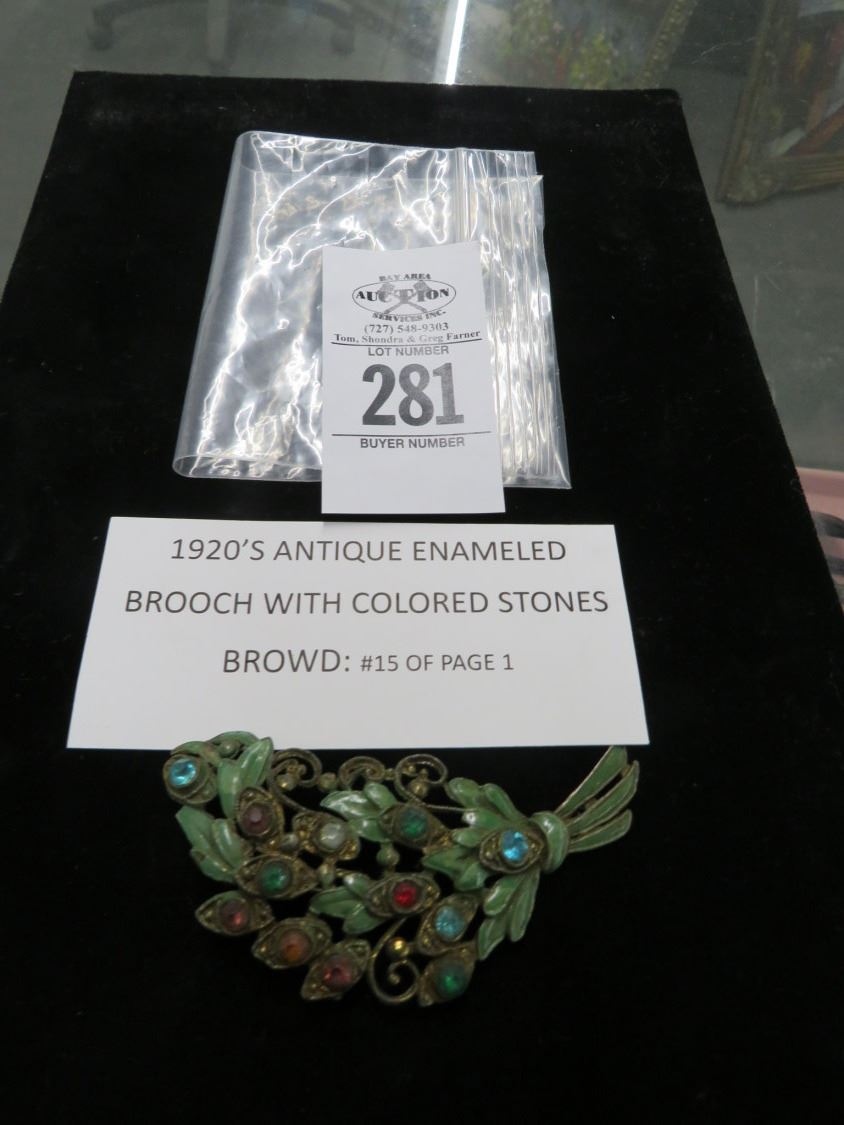 BAY AREA
AUCTION
SERVICES INC.
(727) 548-9303
Tom, Shondra & Greg Farner
LOT NUMBER
281
BUYER NUMBER
1920'S ANTIQUE ENAMELED
BROOCH WITH COLORED STONES
BROWD: #15 OF PAGE 1